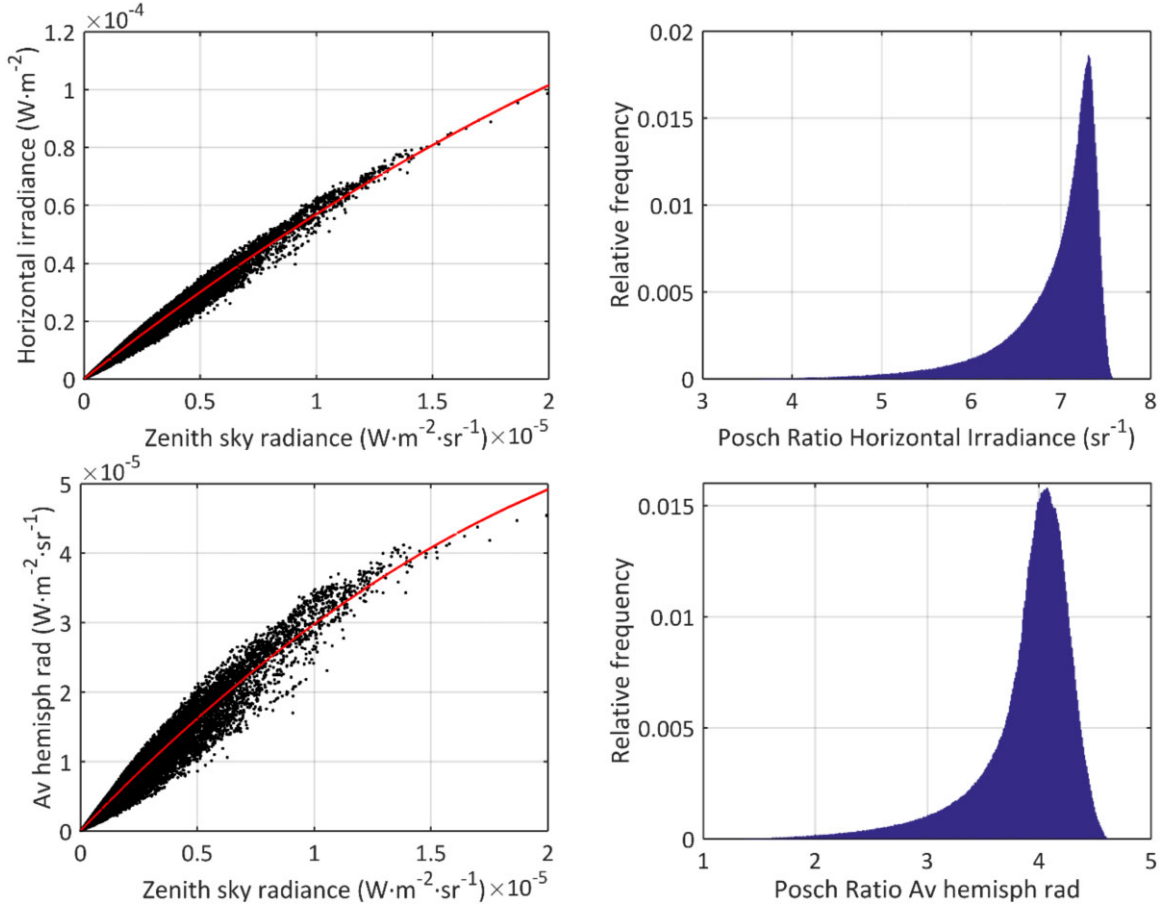 ×10⁻⁴
1.2
1
0.8
0.6
0.4
0.2
0
Horizontal irradiance (W·m⁻²)
0 0.5 1 1.5 2
Zenith sky radiance (W·m⁻²·sr⁻¹)×10⁻⁵
0.02
0.015
0.01
0.005
0
Relative frequency
3 4 5 6 7 8
Posch Ratio Horizontal Irradiance (sr⁻¹)
×10⁻⁵
5
4
3
2
1
0
Av hemisph rad (W·m⁻²·sr⁻¹)
0 0.5 1 1.5 2
Zenith sky radiance (W·m⁻²·sr⁻¹)×10⁻⁵
0.015
0.01
0.005
0
Relative frequency
1 2 3 4 5
Posch Ratio Av hemisph rad